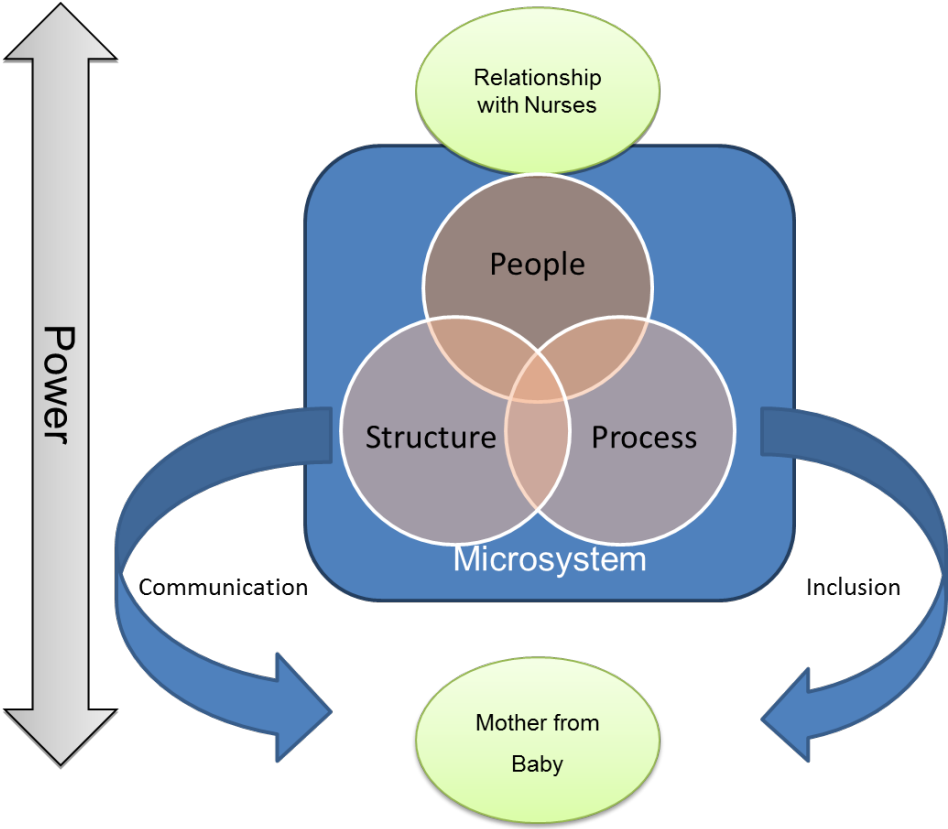 Relationship
with Nurses
People
Power
Structure
Process
Microsystem
Communication
Inclusion
Mother from
Baby